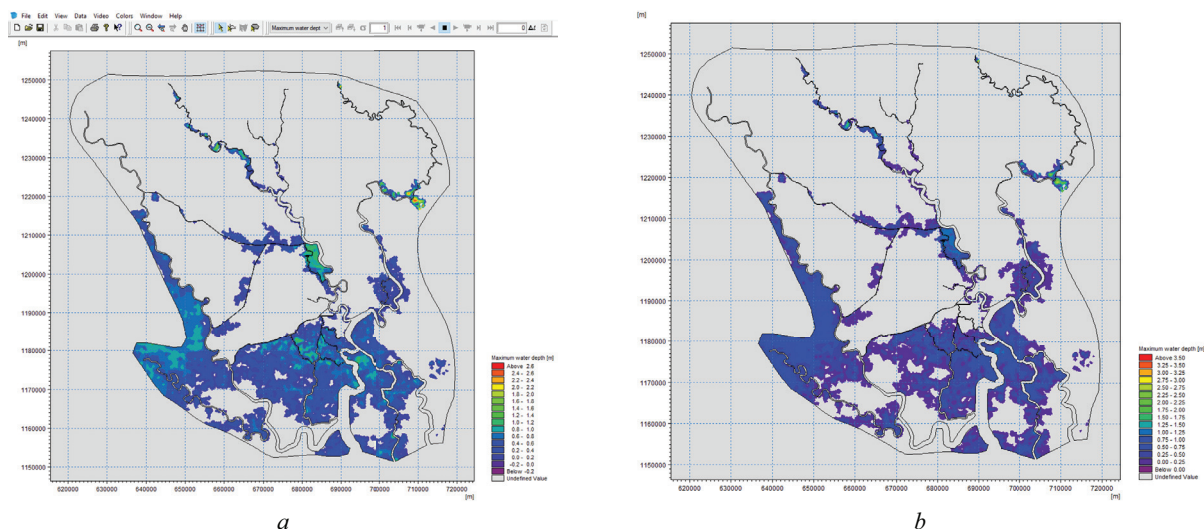 File Edit View Data Video Colors Window Help
Maximum water dept
1
0
[m]
1250000
1240000
1230000
1220000
1210000
1200000
1190000
1180000
1170000
1160000
1150000
620000 630000 640000 650000 660000 670000 680000 690000 700000 710000 720000
[m]
Maximum water depth [m]
Above 2.6
2.4 - 2.6
2.2 - 2.4
2.0 - 2.2
1.8 - 2.0
1.6 - 1.8
1.4 - 1.6
1.2 - 1.4
1.0 - 1.2
0.8 - 1.0
0.6 - 0.8
0.4 - 0.6
0.2 - 0.4
0.0 - 0.2
-0.2 - 0.0
Below -0.2
Undefined Value
a
[m]
1250000
1240000
1230000
1220000
1210000
1200000
1190000
1180000
1170000
1160000
1150000
620000 630000 640000 650000 660000 670000 680000 690000 700000 710000 720000
[m]
Maximum water depth [m]
Above 3.50
3.25 - 3.50
3.00 - 3.25
2.75 - 3.00
2.50 - 2.75
2.25 - 2.50
2.00 - 2.25
1.75 - 2.00
1.50 - 1.75
1.25 - 1.50
1.00 - 1.25
0.75 - 1.00
0.50 - 0.75
0.25 - 0.50
0.00 - 0.25
Below 0.00
Undefined Value
b